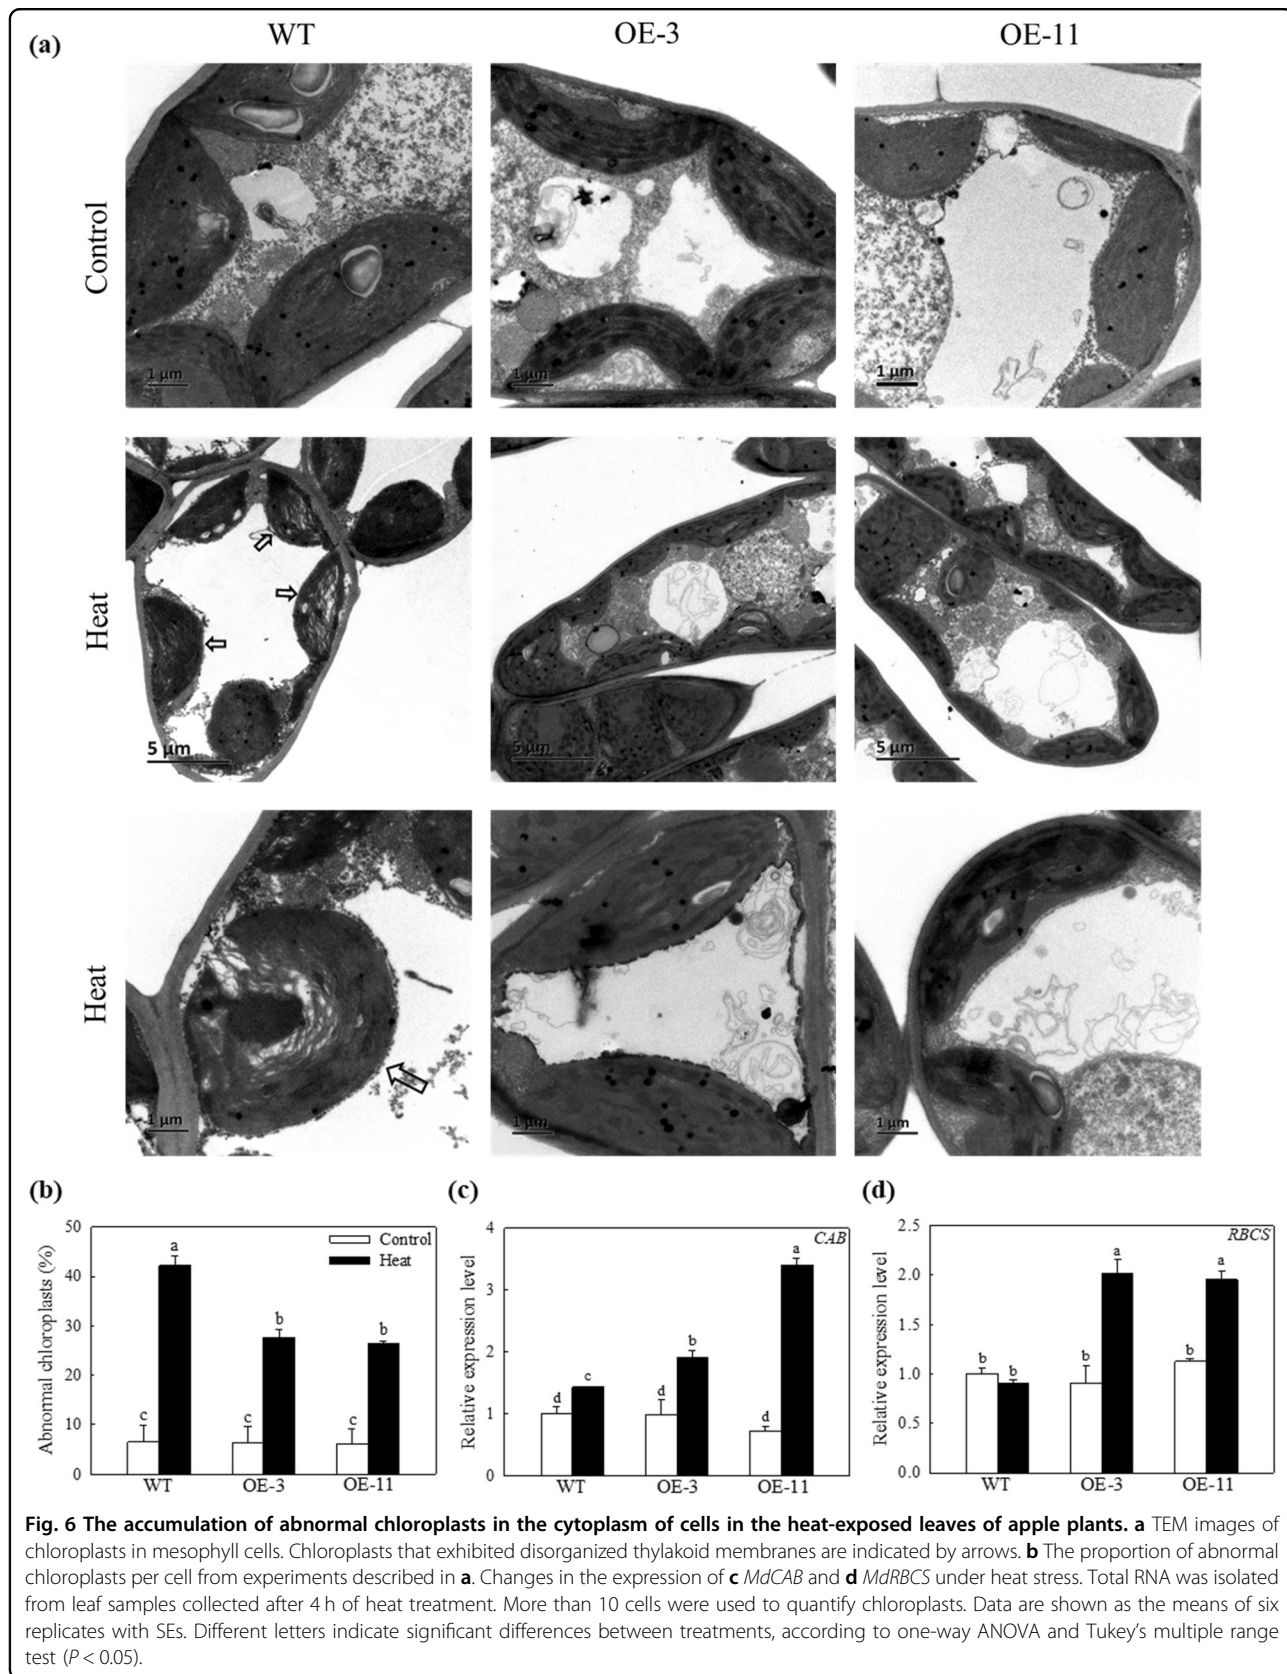 WT OE-3 OE-11
(a)
Control
1 μm 1 μm 1 μm
Heat
5 μm 5 μm 5 μm
Heat
1 μm 1 μm 1 μm
(b)
Abnormal chloroplasts (%)
50
40
30
20
10
0
Control
Heat
a
b
b
c
c
c
WT OE-3 OE-11
(c)
Relative expression level
4
3
2
1
0
CAB
a
b
c
d
d
d
WT OE-3 OE-11
(d)
Relative expression level
2.5
2.0
1.5
1.0
0.5
0.0
RBCS
a
a
b
b
b
b
WT OE-3 OE-11
Fig. 6 The accumulation of abnormal chloroplasts in the cytoplasm of cells in the heat-exposed leaves of apple plants. a TEM images of
chloroplasts in mesophyll cells. Chloroplasts that exhibited disorganized thylakoid membranes are indicated by arrows. b The proportion of abnormal
chloroplasts per cell from experiments described in a. Changes in the expression of c MdCAB and d MdRBCS under heat stress. Total RNA was isolated
from leaf samples collected after 4 h of heat treatment. More than 10 cells were used to quantify chloroplasts. Data are shown as the means of six
replicates with SEs. Different letters indicate significant differences between treatments, according to one-way ANOVA and Tukey's multiple range
test (P < 0.05).